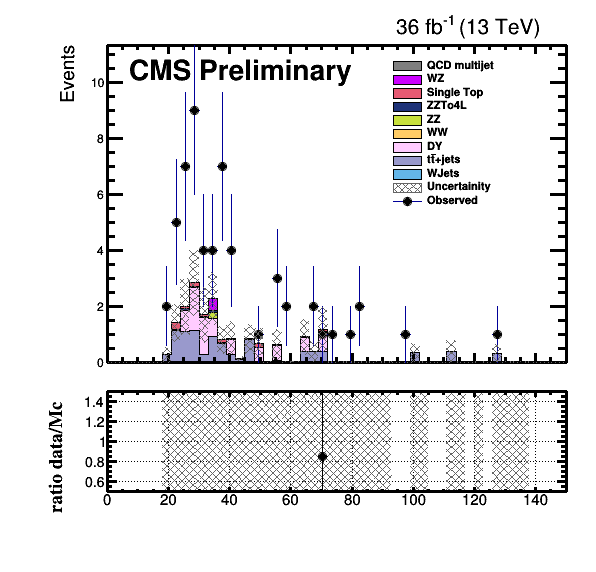 36 fb⁻¹ (13 TeV)
Events
CMS Preliminary
QCD multijet
WZ
Single Top
ZZTo4L
ZZ
WW
DY
tt̄+jets
WJets
Uncertainity
Observed
10
8
6
4
2
0
ratio data/Mc
1.4
1.2
1
0.8
0.6
0 20 40 60 80 100 120 140